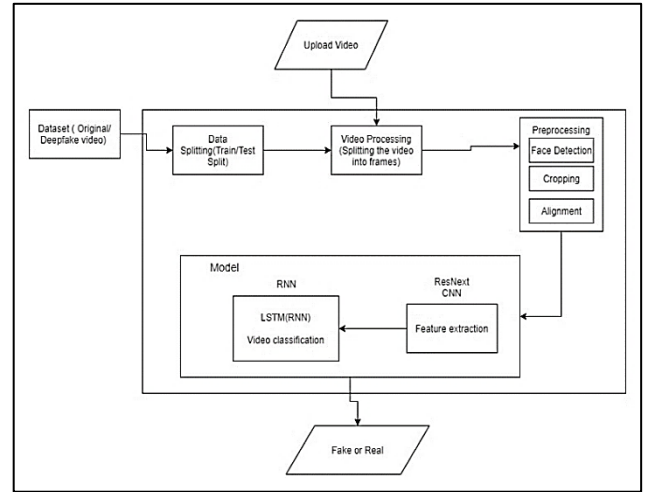 Upload Video
Dataset ( Original/
Deepfake video)
Data
Splitting(Train/Test
Split)
Video Processing
(Splitting the video
into frames)
Preprocessing
Face Detection
Cropping
Alignment
Model
RNN
LSTM(RNN)
Video classification
ResNext
CNN
Feature extraction
Fake or Real